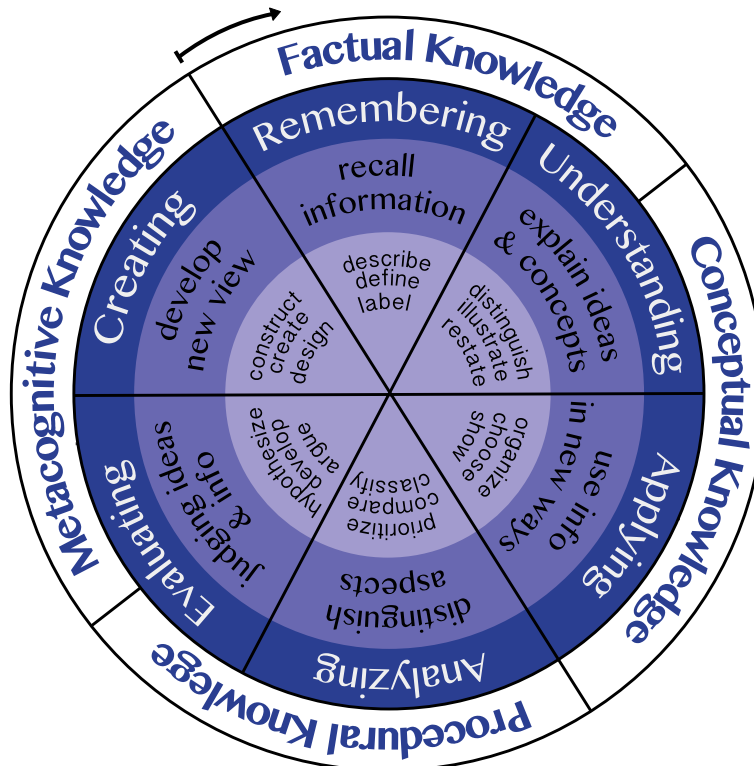 Factual Knowledge
Remembering
recall
information
describe
define
label
Understanding
explain ideas
& concepts
distinguish
illustrate
restate
Conceptual Knowledge
Applying
use info
in new ways
organize
choose
show
Procedural Knowlege
Analyzing
distinguish
aspects
prioritize
compare
classify
Evaluating
judging ideas
& info
hypothesize
develop
argue
Metacognitive Knowledge
Creating
develop
new view
construct
create
design